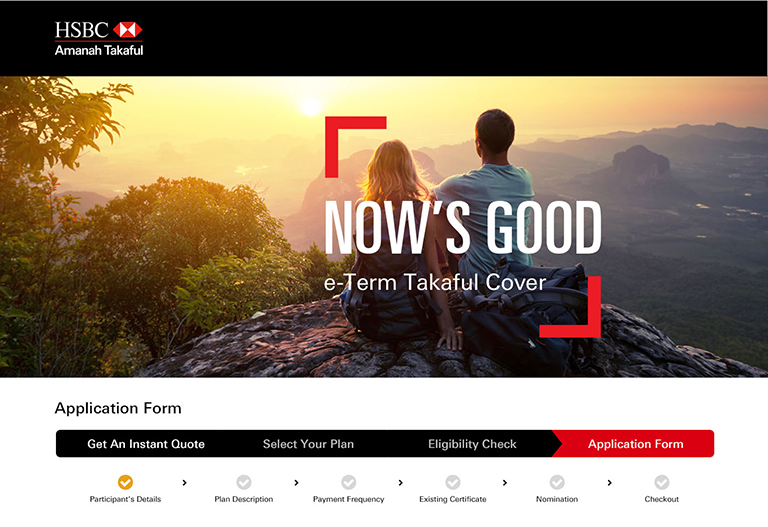 HSBC
Amanah Takaful
NOW'S GOOD
e-Term Takaful Cover
Application Form
Get An Instant Quote Select Your Plan Eligibility Check Application Form
Participant's Details Plan Description Payment Frequency Existing Certificate Nomination Checkout